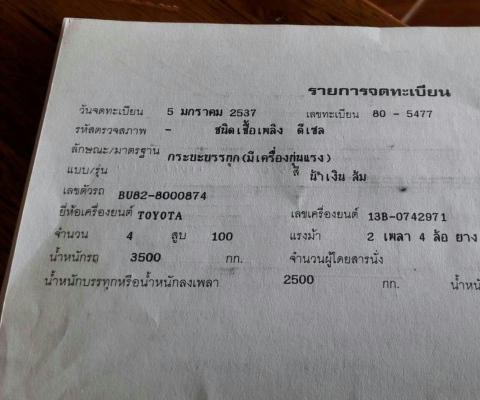 รายการจดทะเบียน
วันจดทะเบียน 5 มกราคม 2537 เลขทะเบียน 80 - 5477
รหัสตรวจสภาพ - ชนิดเชื้อเพลิง ดีเซล
ลักษณะ/มาตรฐาน กระบะบรรทุก(มีเครื่องทุ่นแรง)
แบบ/รุ่น สี น้ำเงิน ส้ม
เลขตัวรถ BU82-8000874
ยี่ห้อเครื่องยนต์ TOYOTA เลขเครื่องยนต์ 13B-0742971
จำนวน 4 สูบ 100 แรงม้า 2 เพลา 4 ล้อ ยาง
น้ำหนักรถ 3500 กก. จำนวนผู้โดยสารนั่ง
น้ำหนักบรรทุกหรือน้ำหนักลงเพลา 2500 กก. น้ำหนั